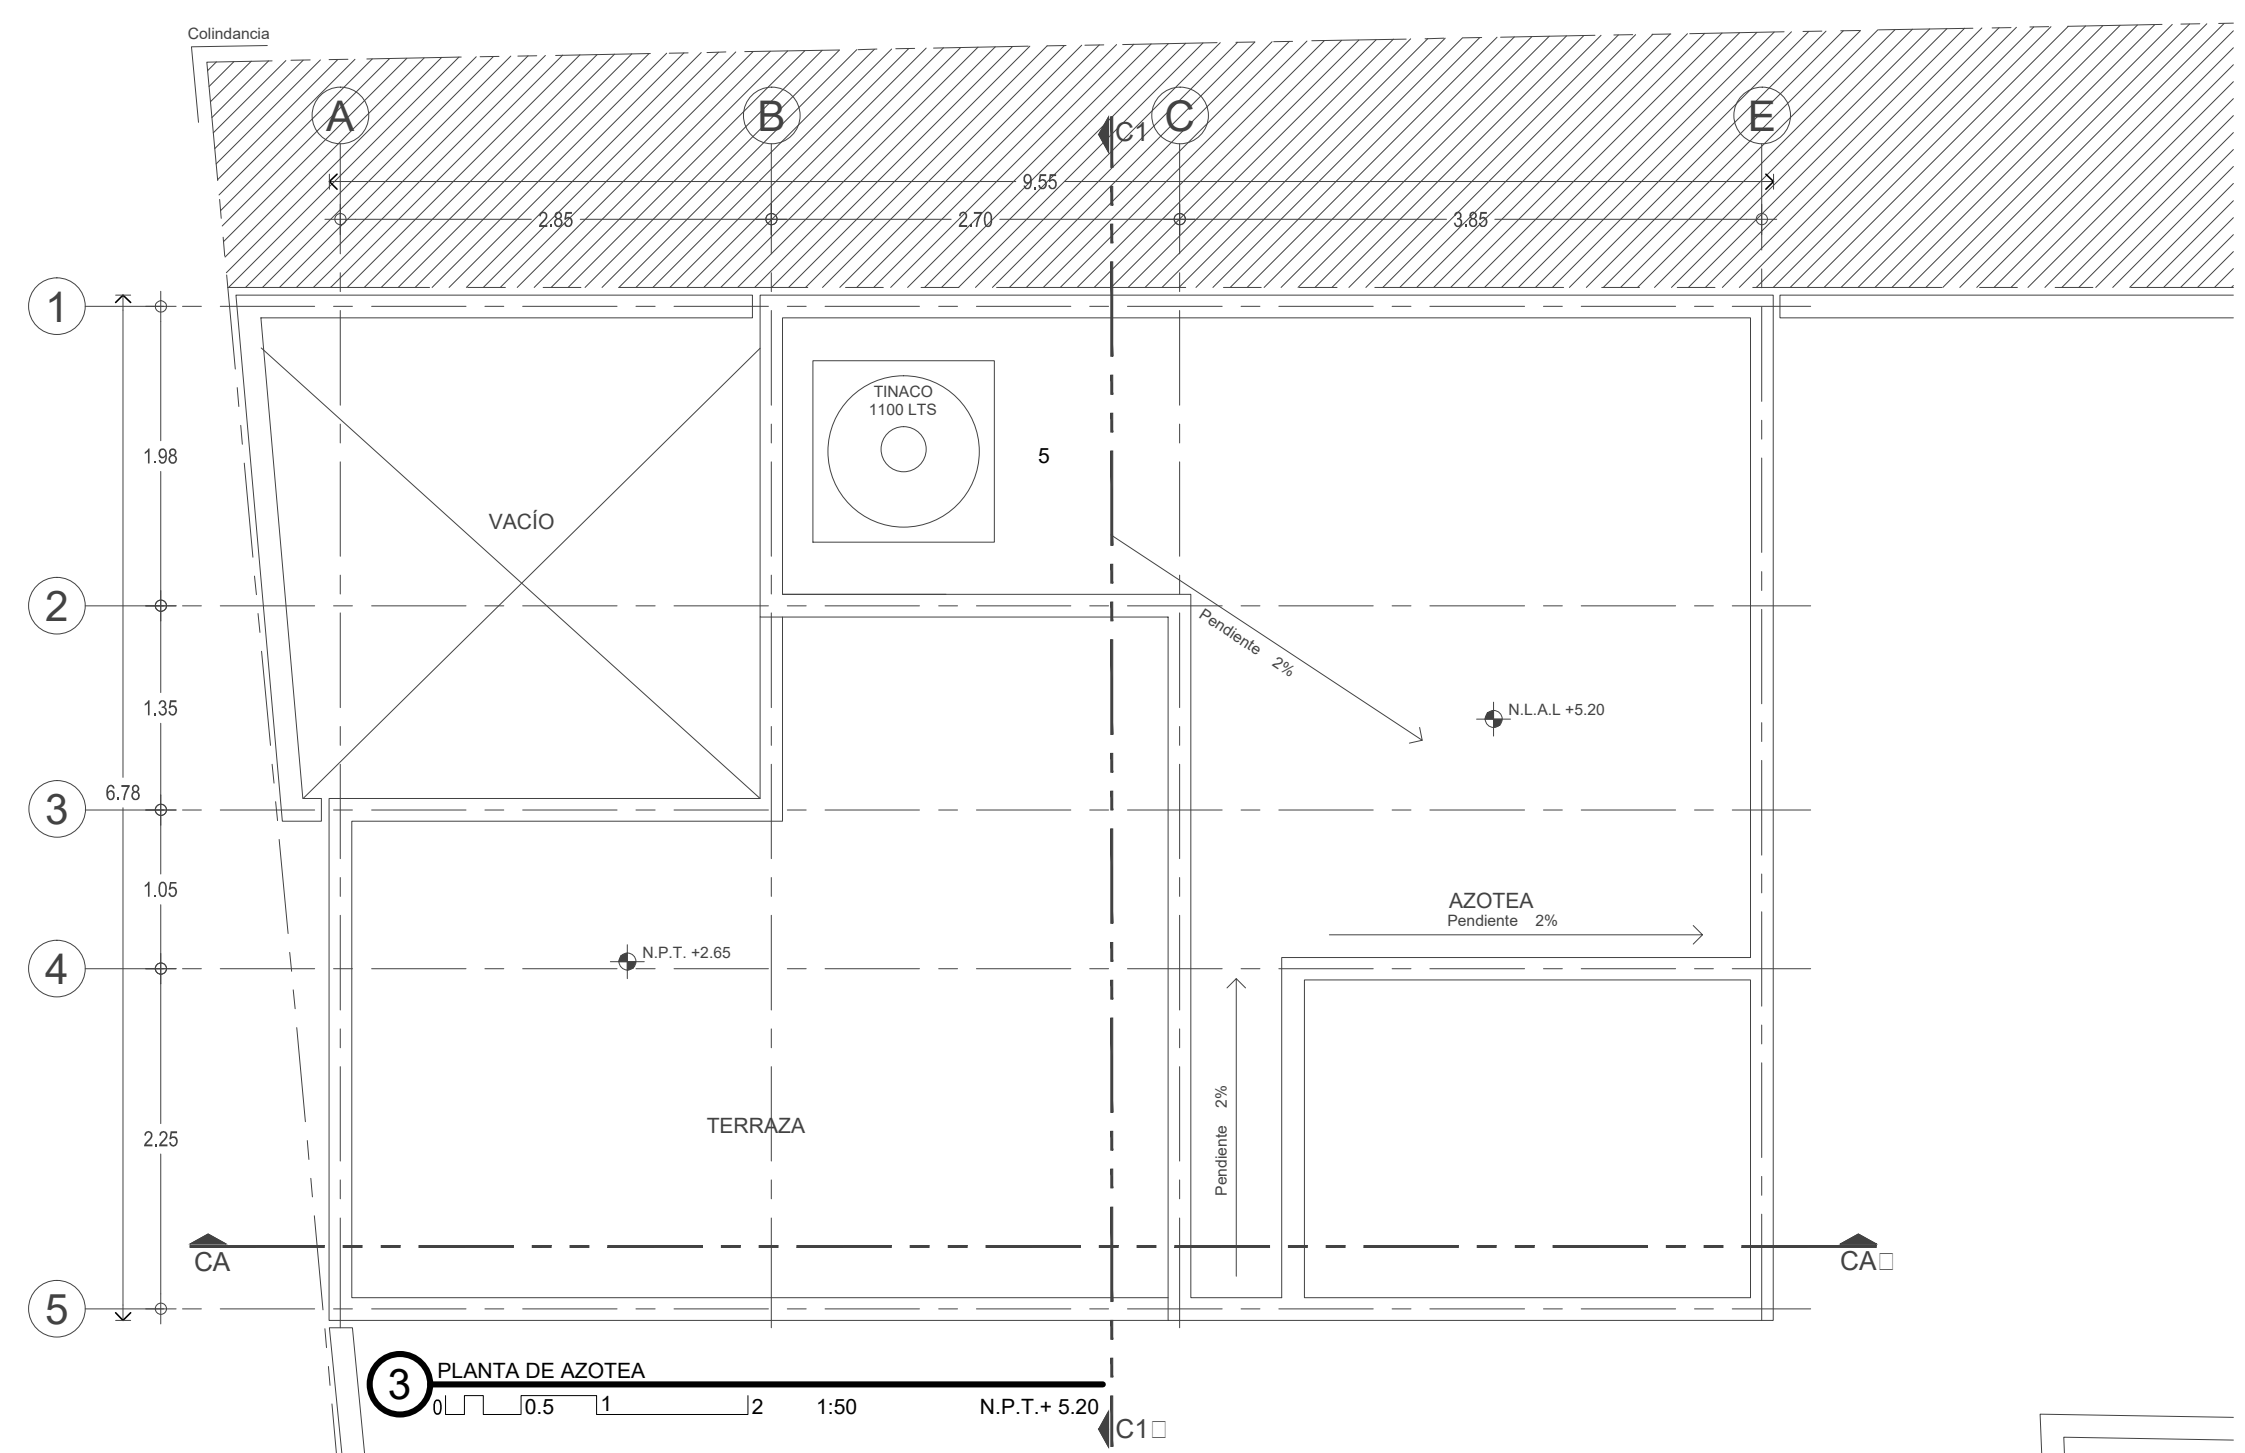 Colindancia
A
B
C1
C
E
9.55
2.85
2.70
3.85
1
TINACO
1100 LTS
1.98
5
VACÍO
2
Pendiente 2%
1.35
N.L.A.L +5.20
3
6.78
1.05
AZOTEA
Pendiente 2%
4
N.P.T. +2.65
2.25
TERRAZA
Pendiente 2%
CA
CA□
5
3
PLANTA DE AZOTEA
0 0.5 1 2 1:50 N.P.T.+ 5.20
C1□